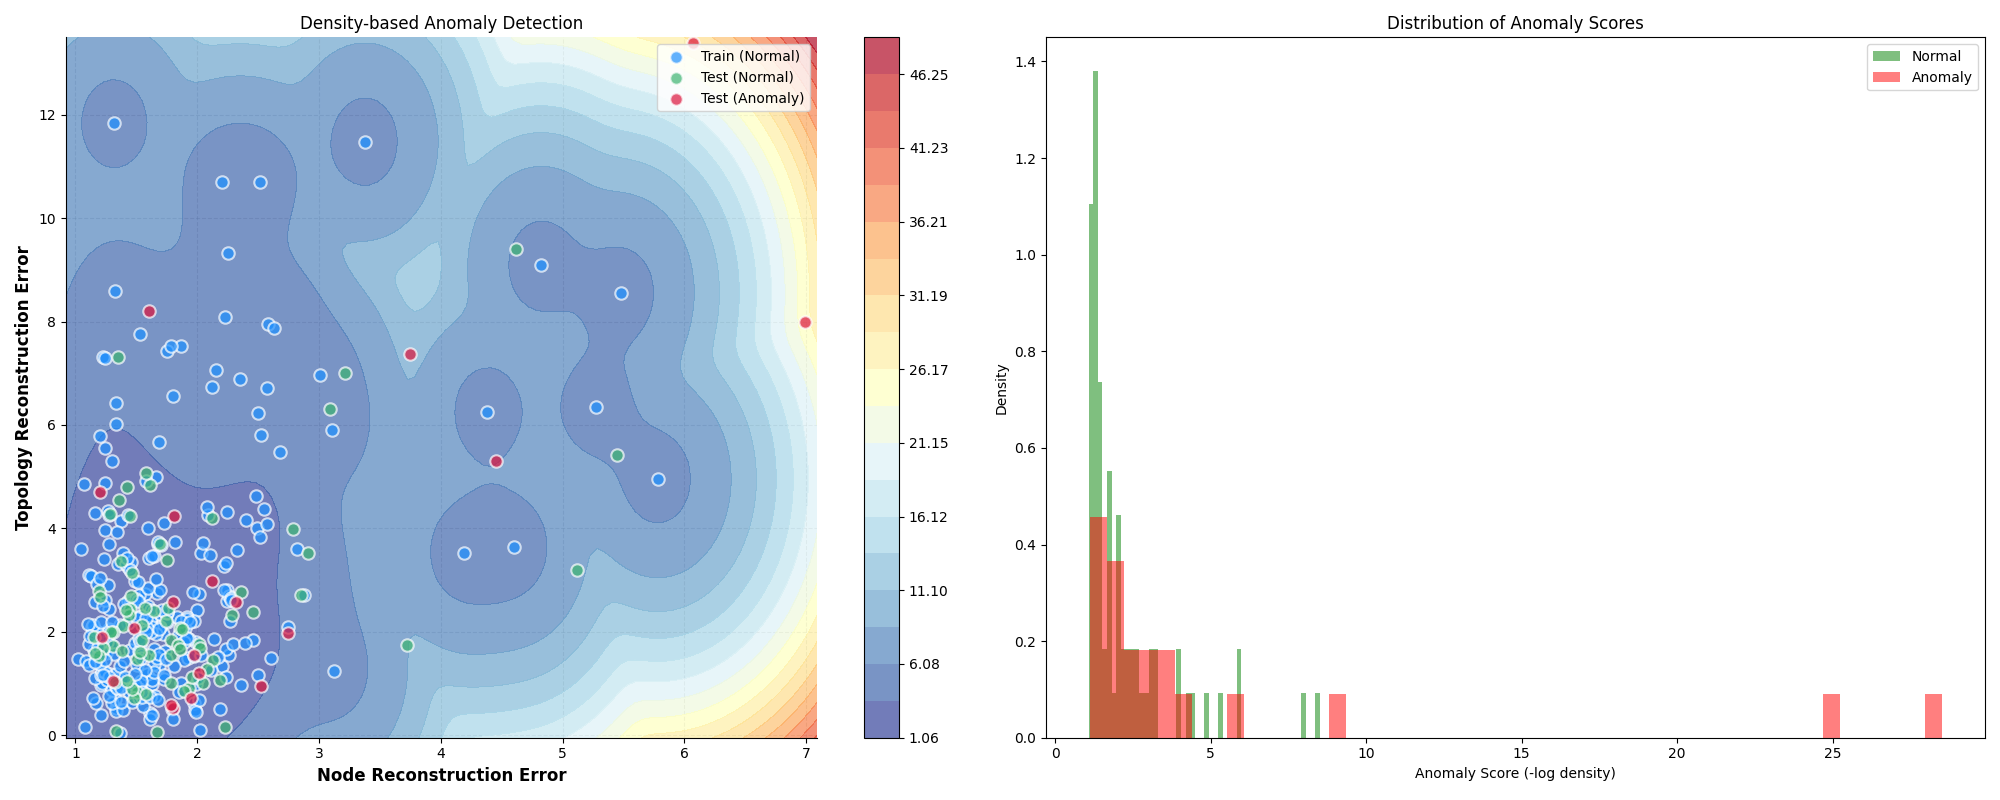 Density-based Anomaly Detection
Train (Normal)
Test (Normal)
Test (Anomaly)
Topology Reconstruction Error
12
10
8
6
4
2
0
1 2 3 4 5 6 7
Node Reconstruction Error
46.25
41.23
36.21
31.19
26.17
21.15
16.12
11.10
6.08
1.06
Distribution of Anomaly Scores
Normal
Anomaly
Density
1.4
1.2
1.0
0.8
0.6
0.4
0.2
0.0
0 5 10 15 20 25
Anomaly Score (-log density)